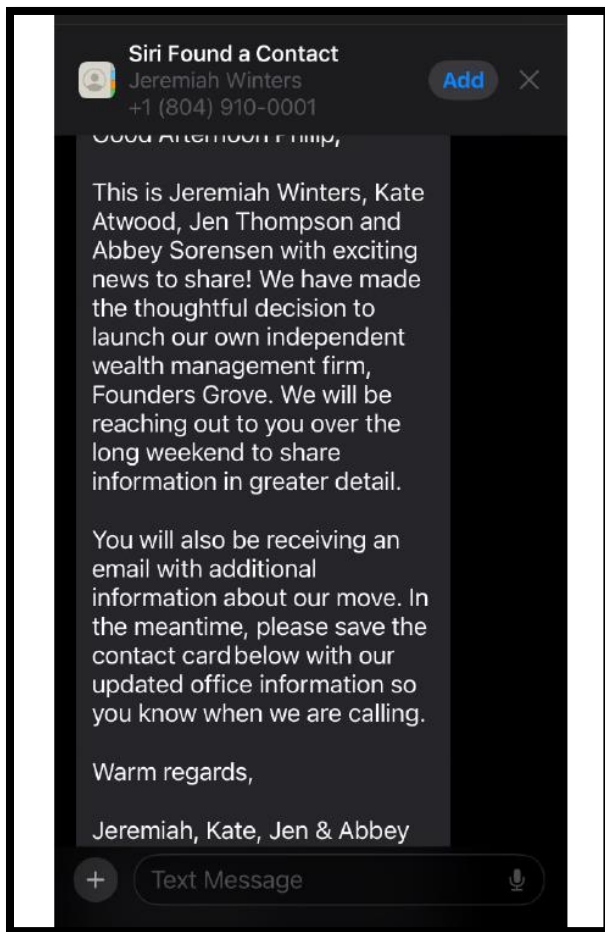 Siri Found a Contact
Jeremiah Winters
+1 (804) 910-0001
Add
Good Afternoon Philip,
This is Jeremiah Winters, Kate
Atwood, Jen Thompson and
Abbey Sorensen with exciting
news to share! We have made
the thoughtful decision to
launch our own independent
wealth management firm,
Founders Grove. We will be
reaching out to you over the
long weekend to share
information in greater detail.
You will also be receiving an
email with additional
information about our move. In
the meantime, please save the
contact card below with our
updated office information so
you know when we are calling.
Warm regards,
Jeremiah, Kate, Jen & Abbey
Text Message